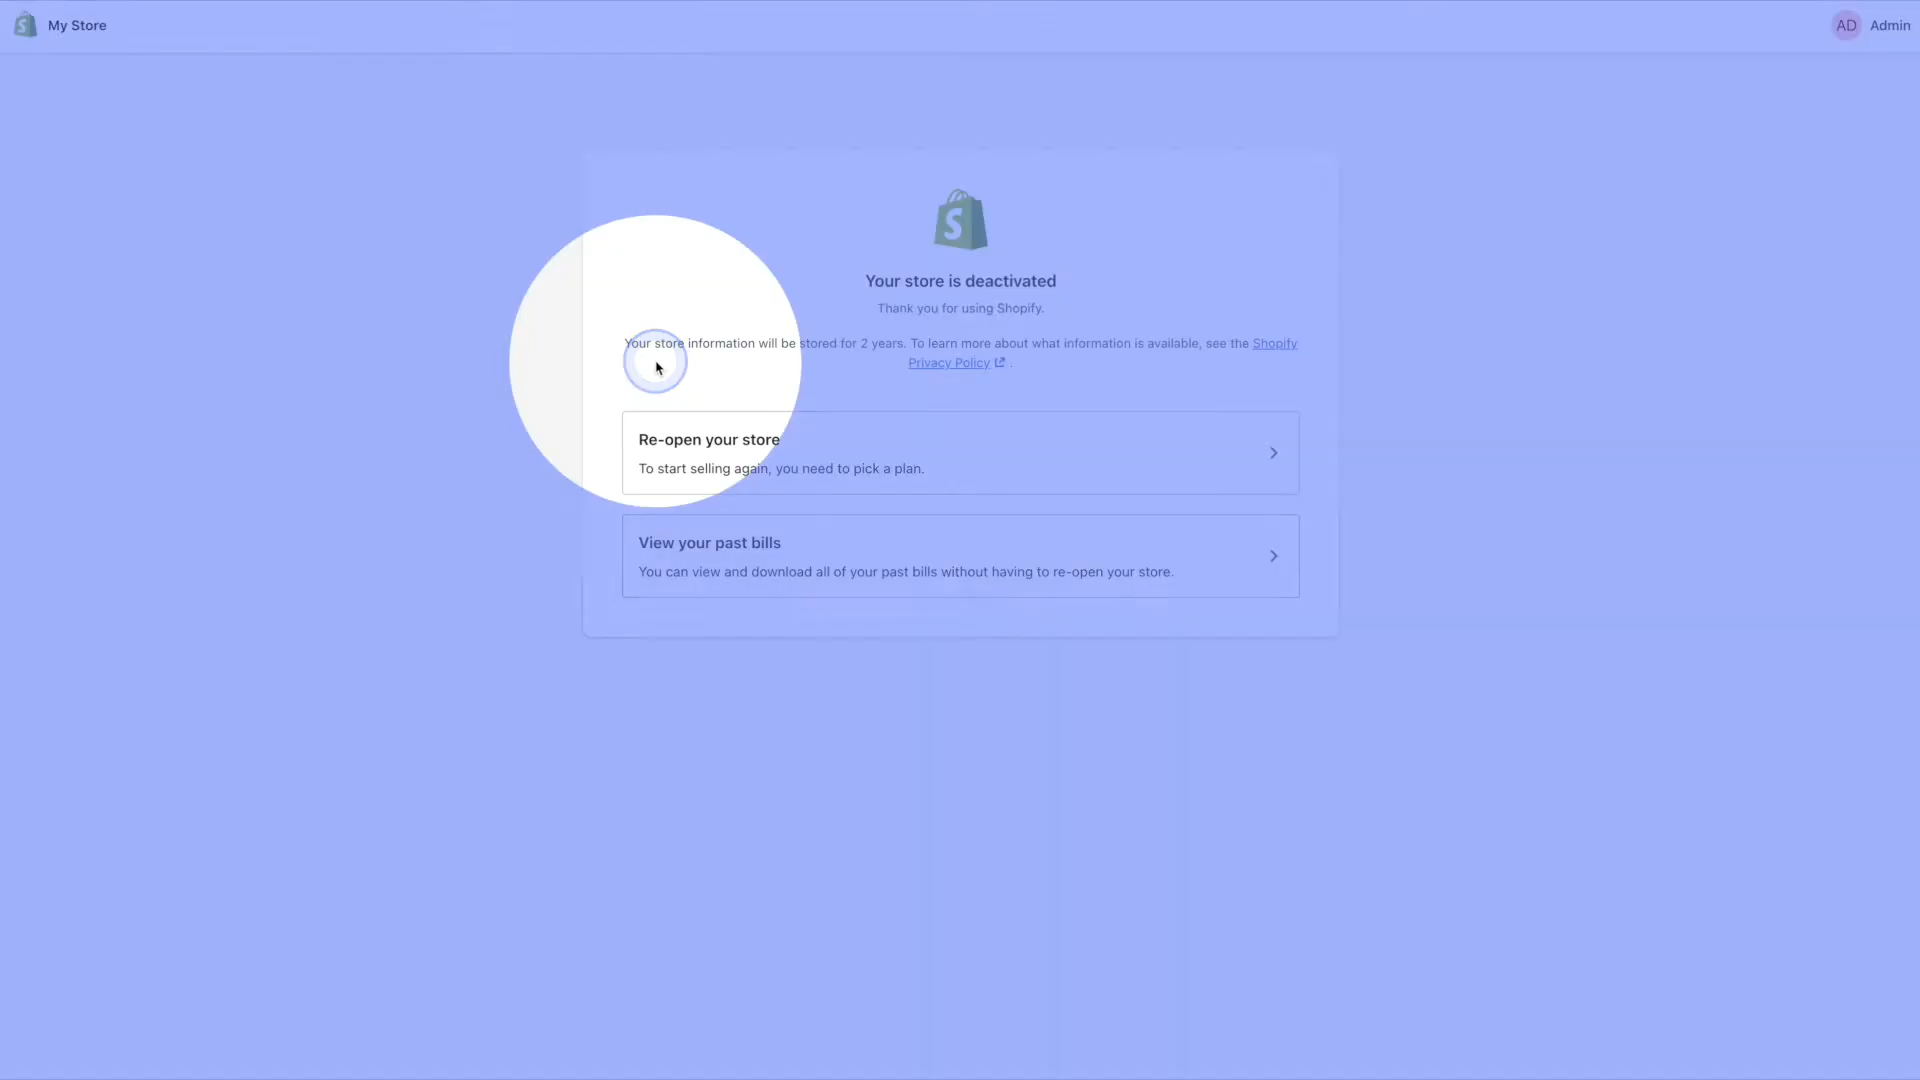 My Store
AD Admin
Your store is deactivated
Thank you for using Shopify.
Your store information will be stored for 2 years. To learn more about what information is available, see the Shopify
Privacy Policy .
Re-open your store
To start selling again, you need to pick a plan.
View your past bills
You can view and download all of your past bills without having to re-open your store.